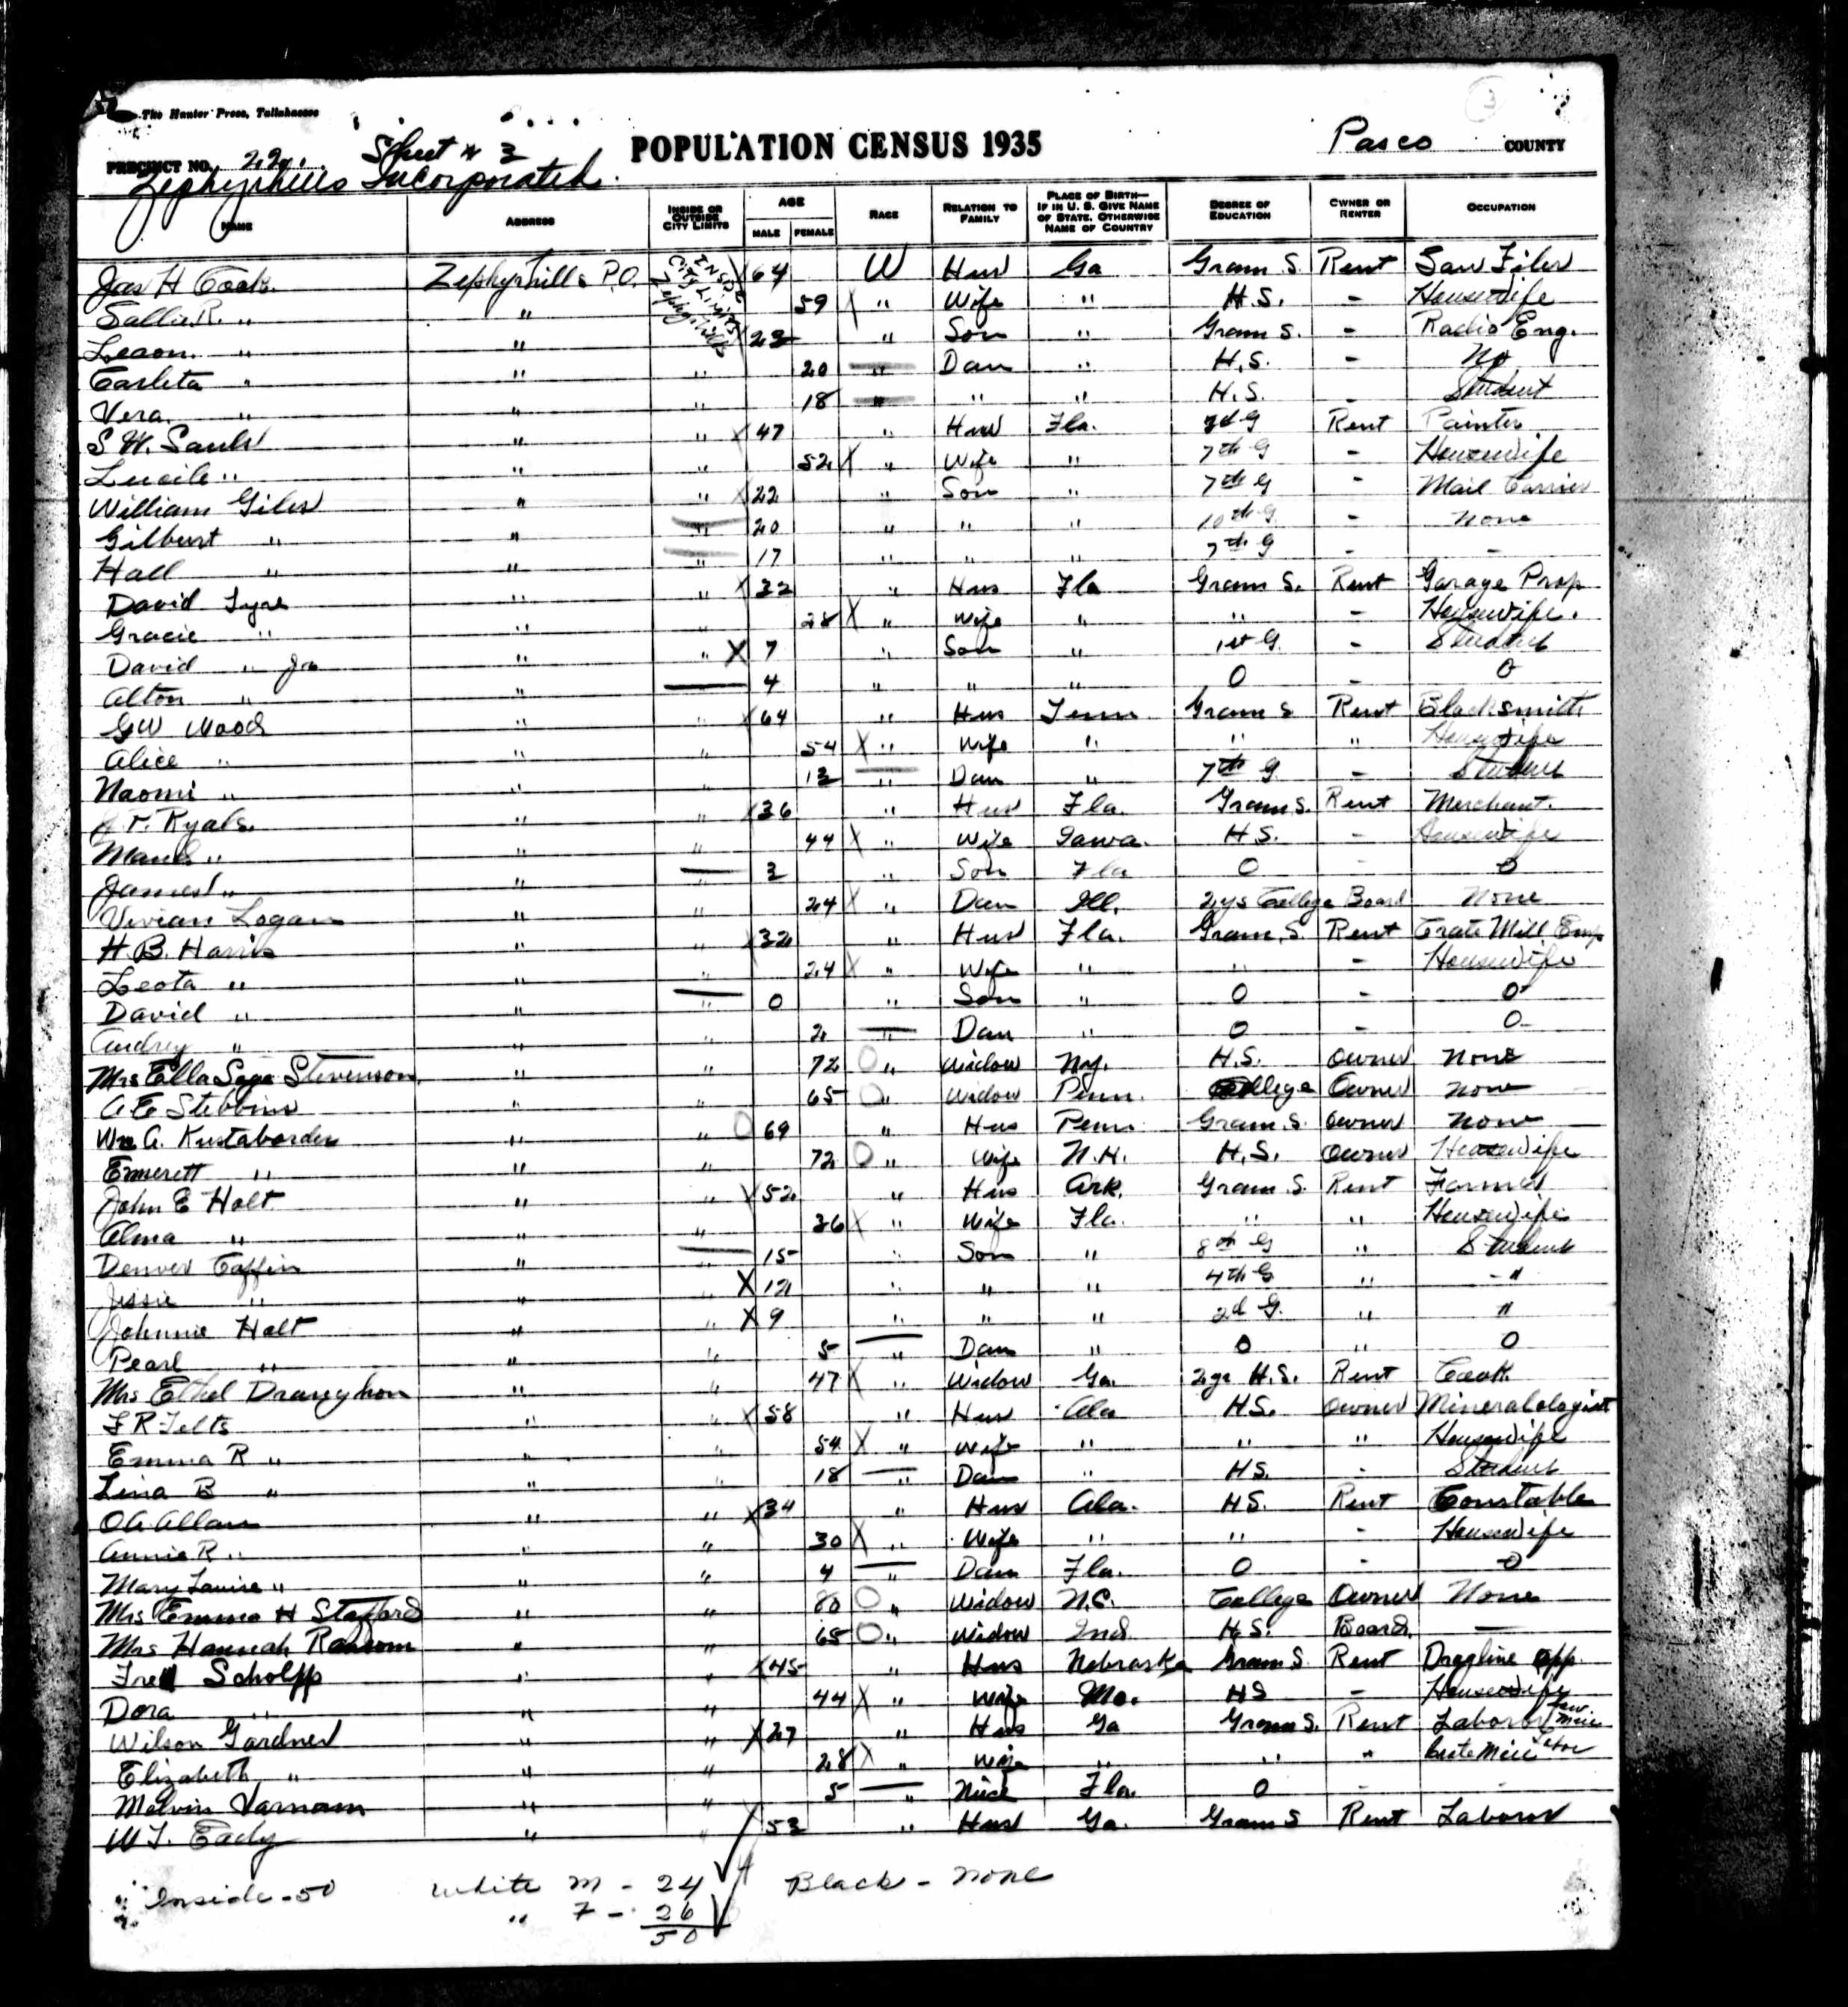 The Hunter Press, Tallahassee
3
PRECINCT NO. 22. Sheet # 3 POPULATION CENSUS 1935 Pasco COUNTY
Zephyrhills Incorporated.
NAME ADDRESS INSIDE OR OUTSIDE CITY LIMITS AGE MALE FEMALE RACE RELATION TO FAMILY PLACE OF BIRTH— IF IN U. S. GIVE NAME OF STATE. OTHERWISE NAME OF COUNTRY DEGREE OF EDUCATION OWNER OR RENTER OCCUPATION
Jas H Cook Zephyrhills P.O. Inside City Limits Zephyrhills X 64 W Hus Ga Gram S. Rent Saw Filer
Sallie R. " " 59 X " Wife " H.S. - Housewife
Leaon " " X 23 " Son " Gram S. - Radio Eng.
Carleta " " " 20 " Dau " H.S. - No
Vera " " " 18 " " " H.S. - Student
S W. Sauls " " X 47 " Hus Fla. 3d G Rent Painter
Lucile " " " 52 X " Wife " 7th G - Housewife
William Giles " " X 22 " Son " 7th G - Mail Carrier
Gilbert " " " 20 " " " 10th G - None
Hall " " " 17 " " " 7th G - -
David Tyre " " X 32 " Hus Fla Gram S. Rent Garage Prop
Gracie " " 28 X " Wife " " - Housewife.
David " Jr " " X 7 " Son " 1st G. - Student
Alton " " 4 " " " 0 - 0
G W Wood " " X 64 " Hus Tenn. Gram S Rent Blacksmith
Alice " " " 54 X " Wife " " " Housewife
Naomi " " " 13 " Dau " 7th G. - Student
Ryals. " " X 36 " Hus Fla. Gram S. Rent Merchant.
Maud " " " 44 X " Wife Iowa. H S. - Housewife
James " " " 3 " Son Fla 0 - 0
Vivian Logan " " 24 X " Dau Ill. 2 ys College Board None
H. B. Harris " " X 32 " Hus Fla. Gram. S. Rent Crate Mill Emp
Leota " " " 24 X " Wife " " - Housewife
David " " " 0 " Son " 0 - 0
Audrey " " " 2 " Dau " 0 - 0
Mrs Ella Sage Stevenson. " " 72 O " Widow N.Y. H.S. Owner None
A E Stebbins " " 65 O " Widow Penn. College Owner None
Wm A. Kustaborder " " O 69 " Hus Penn. Gram. S. Owner None
Emerett " " " 72 O " Wife N. H. H. S. Owner Housewife
John E Holt " " X 52 " Hus Ark. Gram. S. Rent Farmer
Alma " " " 36 X " Wife Fla. " " Housewife
Denver Caffin " " 15 " Son " 8th G " Student
Jessie " " " X 12 " " " 4th G " - "
Johnnie Holt " " X 9 " " " 2d G. " "
Pearl " " " 5 " Dau " 0 " 0
Mrs Ethel Draughon " " 47 X " Widow Ga. 2 yr H.S. Rent Cook.
F R Felts " " X 58 " Hus Ala H S. Owner Mineralologist
Emma R " " " 54 X " Wife " " " Housewife
Lina B " " " 18 " Dau " H S. - Student
O A Allan " " X 34 " Hus Ala. H S. Rent Constable
Annie R " " " 30 X " Wife " " - Housewife
Mary Louise " " " 4 " Dau Fla. 0 - 0
Mrs Emma H Stafford " " 80 O " Widow N.C. College Owner None
Mrs Hannah Ransom " " 65 O " Widow Ind. H. S. Board. —
Fred Scholpp " " X 45 " Hus Nebraska Gram S. Rent Dragline opp.
Dora " " " 44 X " Wife Mo. H S - Housewife
Wilson Gardner " " X 27 " Hus Ga Gram S. Rent Laborer Saw Mill
Elizabeth " " " 28 X " Wife " " " Crate Mill Labor
Melvin Varnam " " 5 " Niece Fla. 0 - -
W T. Eady " " 53 " Hus Ga. Gram S Rent Laborer
Inside - 50 White M - 24 Black - none
" F - 26
50